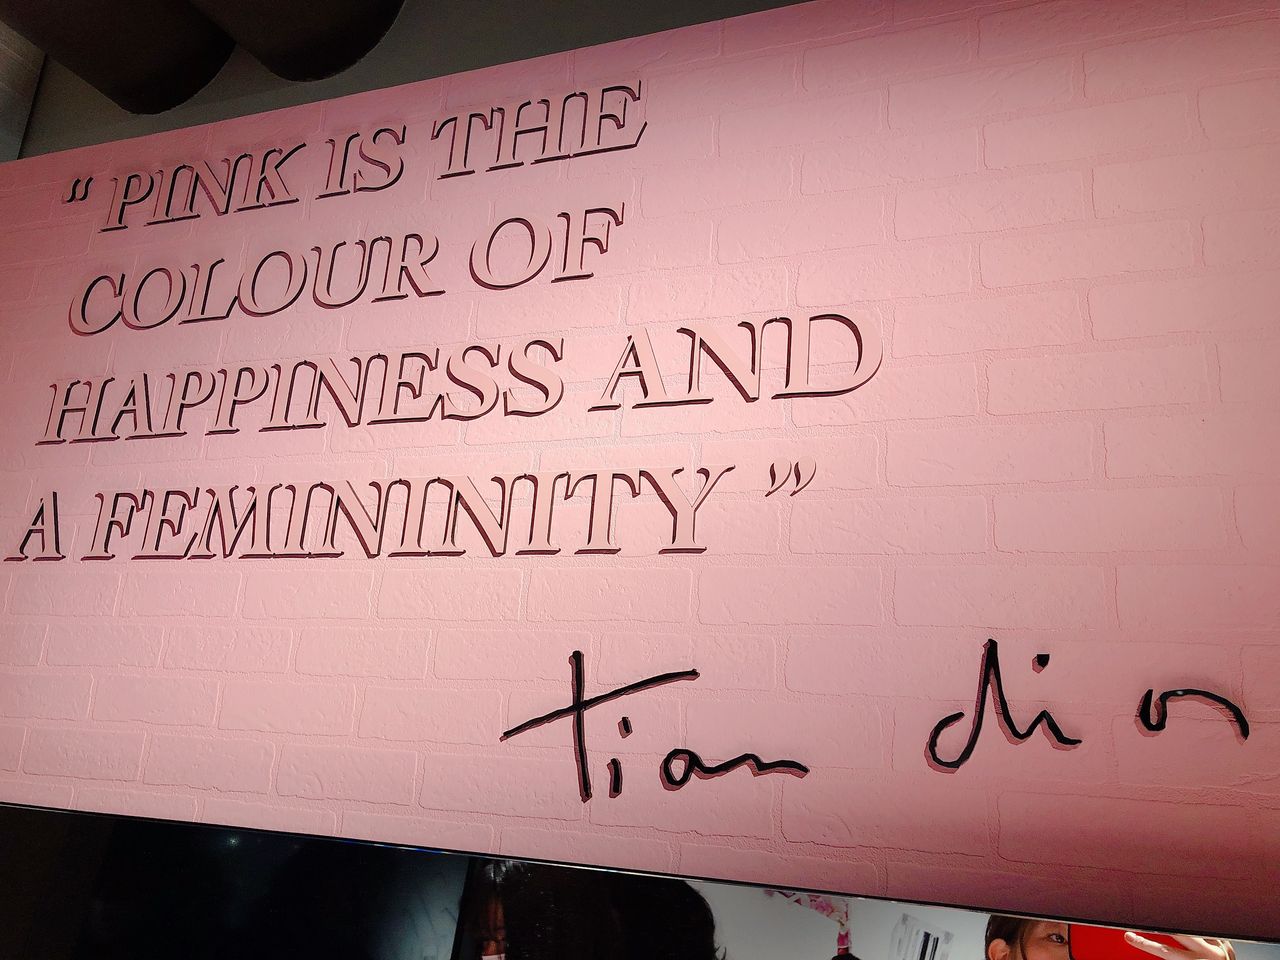 “ PINK IS THE
COLOUR OF
HAPPINESS AND
A FEMININITY ”
tian dior